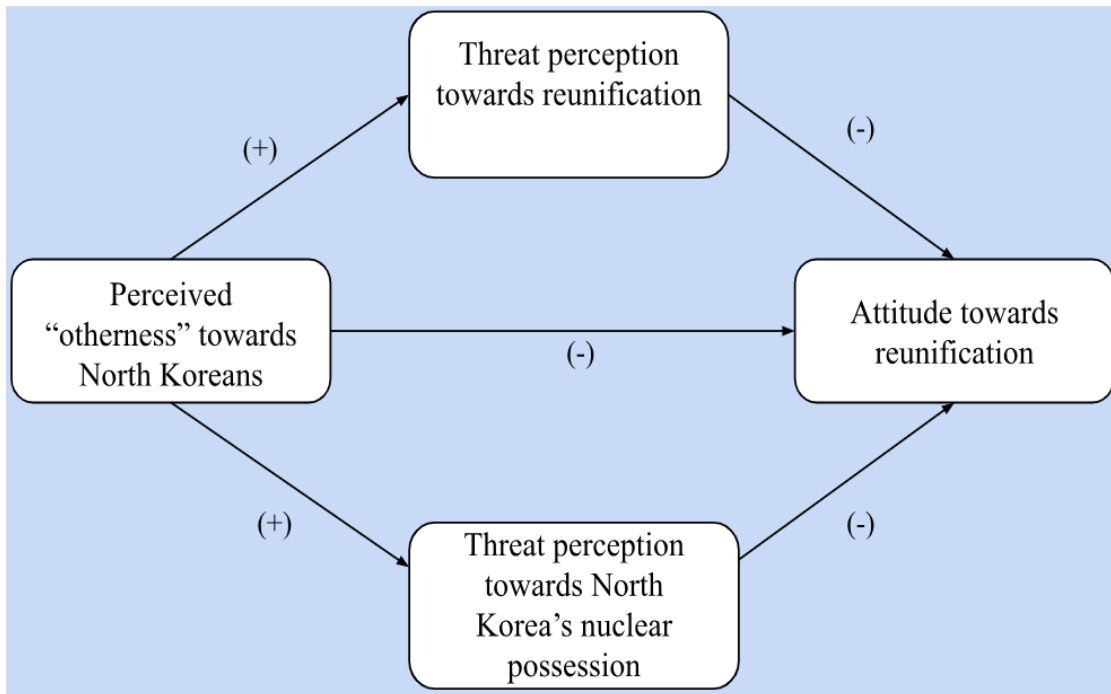 Threat perception
towards reunification
(+)
(-)
Perceived
“otherness” towards
North Koreans
(-)
Attitude towards
reunification
(+)
(-)
Threat perception
towards North
Korea’s nuclear
possession